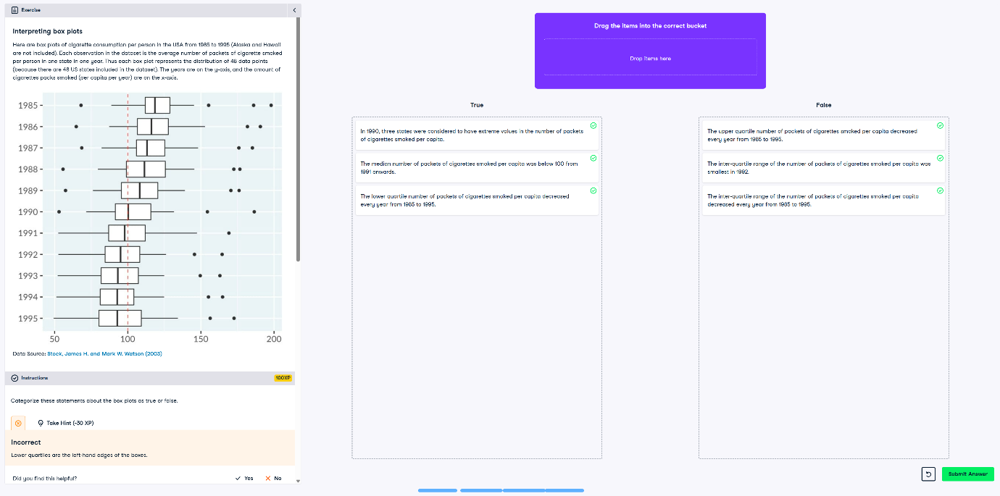 Exercise
Interpreting box plots
Here are box plots of cigarette consumption per person in the USA from 1985 to 1995 (Alaska and Hawaii
are not included). Each observation in the dataset is the average number of packets of cigarette smoked
per person in one state in one year. Thus each box plot represents the distribution of 48 data points
(because there are 48 US states included in the dataset). The years are on the y-axis, and the amount of
cigarettes packs smoked (per capita per year) are on the x-axis.
1985
1986
1987
1988
1989
1990
1991
1992
1993
1994
1995
50 100 150 200
Data Source: Stock, James H. and Mark W. Watson (2003)
Instructions 100XP
Categorize these statements about the box plots as true or false.
Take Hint (-30 XP)
Incorrect
Lower quartiles are the left-hand edges of the boxes.
Did you find this helpful? Yes No
Drag the items into the correct bucket
Drop items here
True
In 1990, three states were considered to have extreme values in the number of packets
of cigarettes smoked per capita.
The median number of packets of cigarettes smoked per capita was below 100 from
1991 onwards.
The lower quartile number of packets of cigarettes smoked per capita decreased
every year from 1985 to 1995.
False
The upper quartile number of packets of cigarettes smoked per capita decreased
every year from 1985 to 1995.
The inter-quartile range of the number of packets of cigarettes smoked per capita was
smallest in 1992.
The inter-quartile range of the number of packets of cigarettes smoked per capita
decreased every year from 1985 to 1995.
Submit Answer